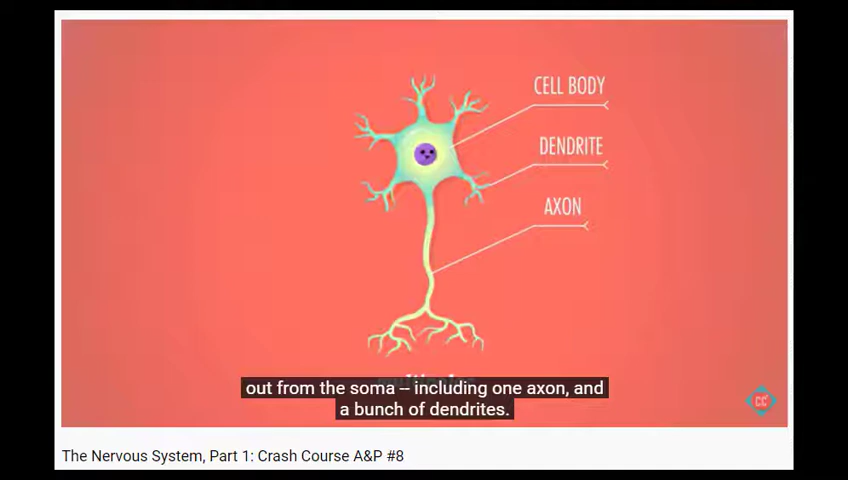 CELL BODY
DENDRITE
AXON
out from the soma – including one axon, and
a bunch of dendrites.
CC
The Nervous System, Part 1: Crash Course A&P #8